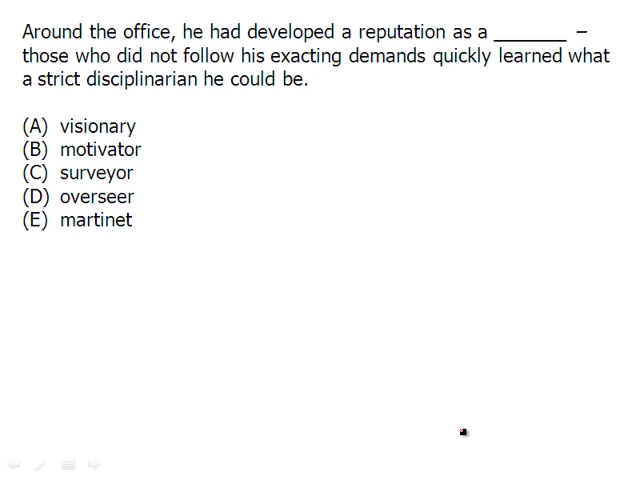 Around the office, he had developed a reputation as a _______ –
those who did not follow his exacting demands quickly learned what
a strict disciplinarian he could be.
(A) visionary
(B) motivator
(C) surveyor
(D) overseer
(E) martinet